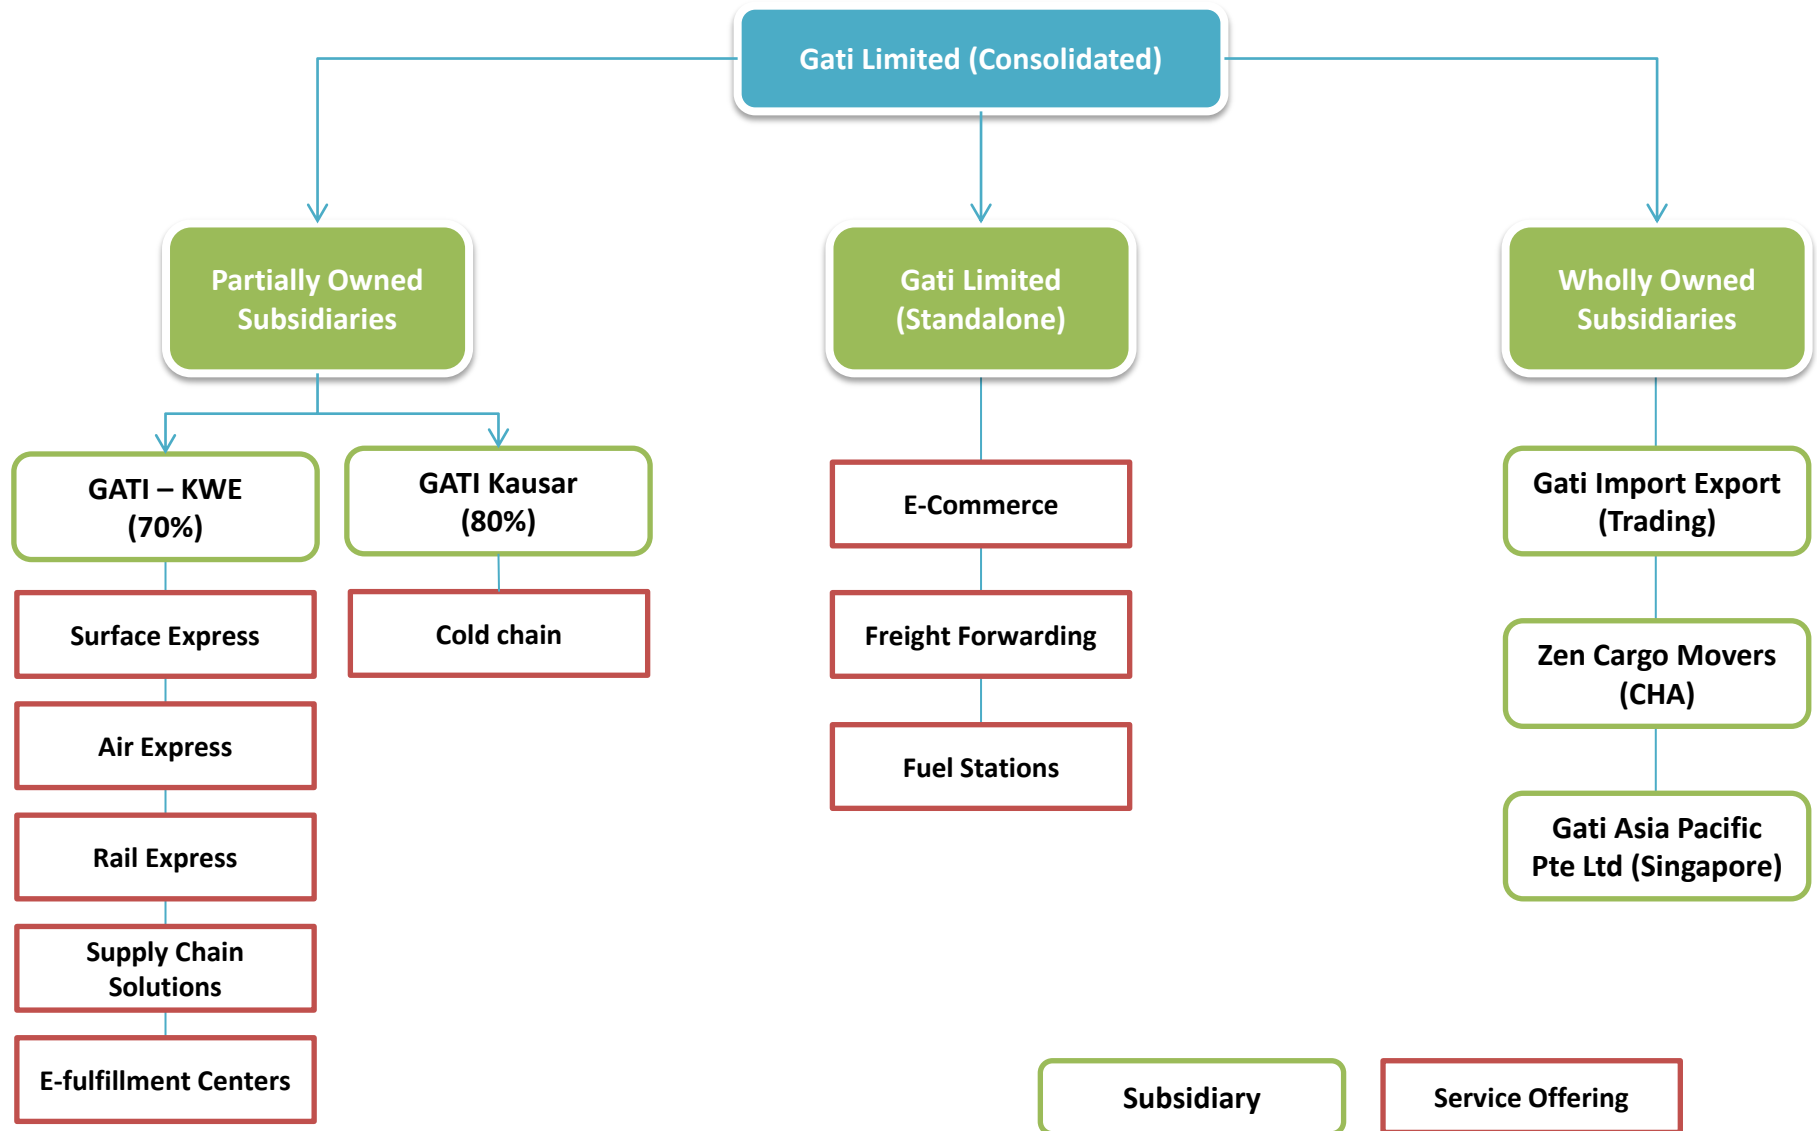 Gati Limited (Consolidated)
Partially Owned
Subsidiaries
Gati Limited
(Standalone)
Wholly Owned
Subsidiaries
GATI – KWE
(70%)
GATI Kausar
(80%)
Surface Express
Cold chain
Air Express
Rail Express
Supply Chain
Solutions
E-fulfillment Centers
E-Commerce
Freight Forwarding
Fuel Stations
Gati Import Export
(Trading)
Zen Cargo Movers
(CHA)
Gati Asia Pacific
Pte Ltd (Singapore)
Subsidiary
Service Offering